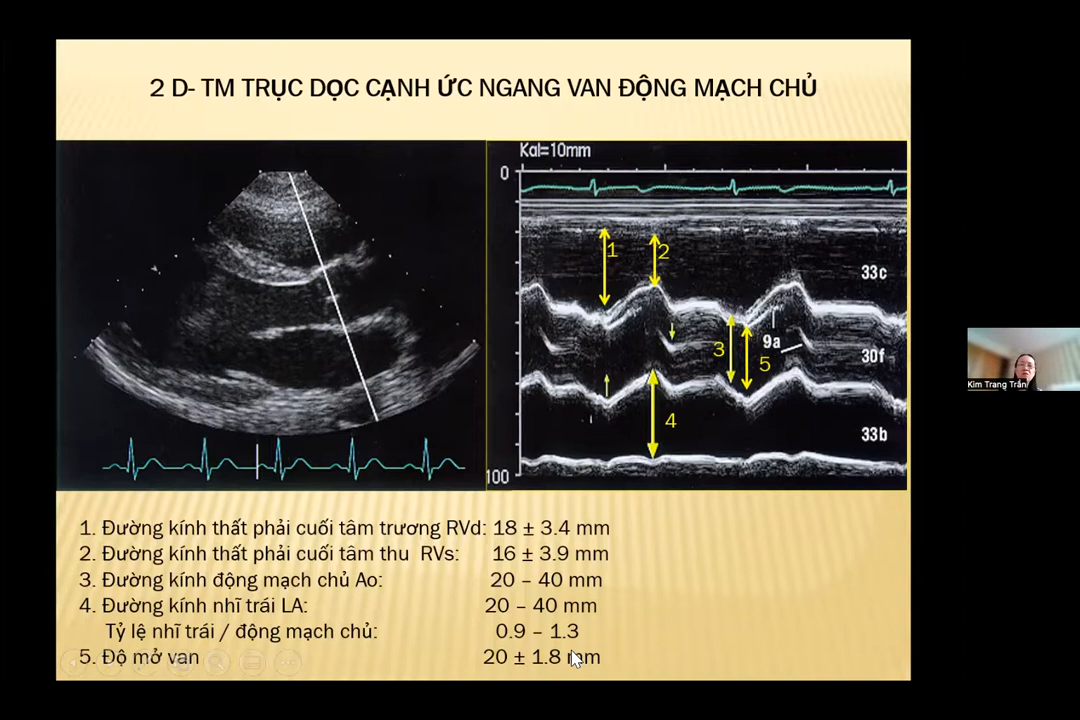 2 D- TM TRỤC DỌC CẠNH ỨC NGANG VAN ĐỘNG MẠCH CHỦ
Kal=10mm
0
1
2
33c
3
9a
5
30f
4
33b
100
Kim Trang Trần
1. Đường kính thất phải cuối tâm trương RVd: 18 ± 3.4 mm
2. Đường kính thất phải cuối tâm thu RVs: 16 ± 3.9 mm
3. Đường kính động mạch chủ Ao: 20 – 40 mm
4. Đường kính nhĩ trái LA: 20 – 40 mm
Tỷ lệ nhĩ trái / động mạch chủ: 0.9 – 1.3
5. Độ mở van 20 ± 1.8 mm